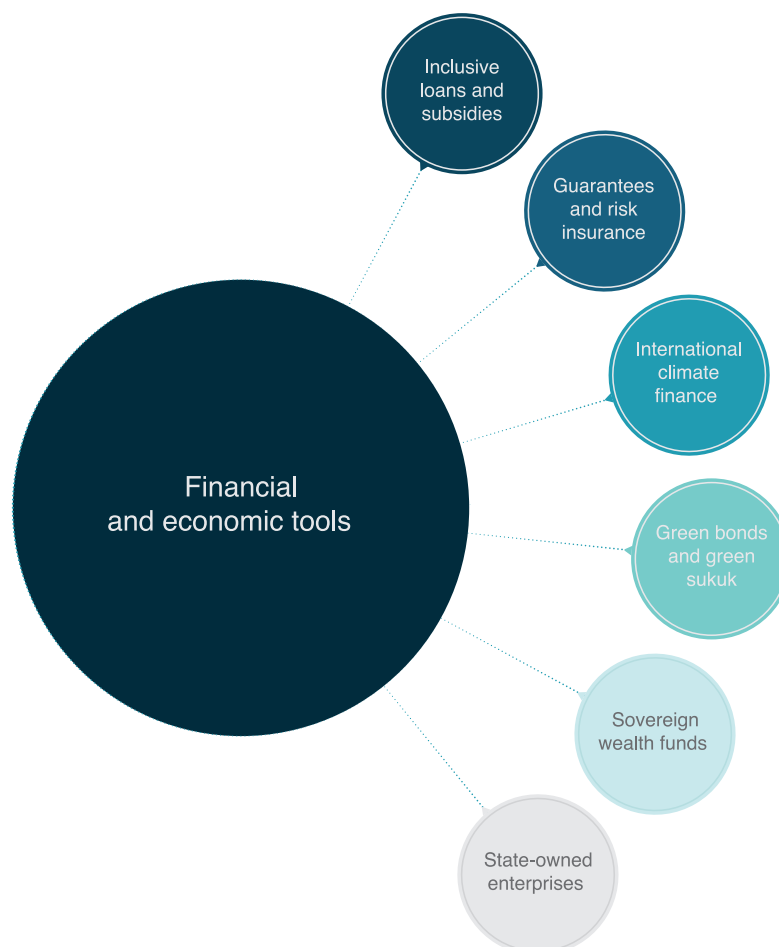 Inclusive
loans and
subsidies
Guarantees
and risk
insurance
International
climate
finance
Financial
and economic tools
Green bonds
and green
sukuk
Sovereign
wealth funds
State-owned
enterprises